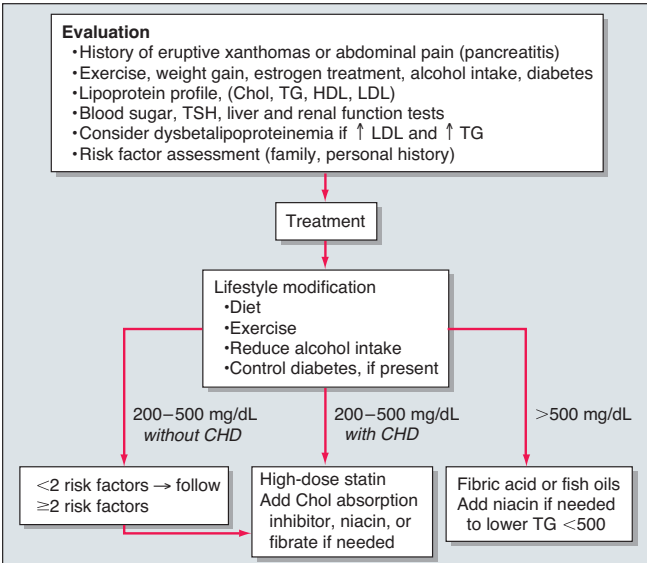 Evaluation
•History of eruptive xanthomas or abdominal pain (pancreatitis)
•Exercise, weight gain, estrogen treatment, alcohol intake, diabetes
•Lipoprotein profile, (Chol, TG, HDL, LDL)
•Blood sugar, TSH, liver and renal function tests
•Consider dysbetalipoproteinemia if ↑ LDL and ↑ TG
•Risk factor assessment (family, personal history)
Treatment
Lifestyle modification
•Diet
•Exercise
•Reduce alcohol intake
•Control diabetes, if present
200–500 mg/dL
without CHD
200–500 mg/dL
with CHD
>500 mg/dL
<2 risk factors → follow
≥2 risk factors
High-dose statin
Add Chol absorption
inhibitor, niacin, or
fibrate if needed
Fibric acid or fish oils
Add niacin if needed
to lower TG <500